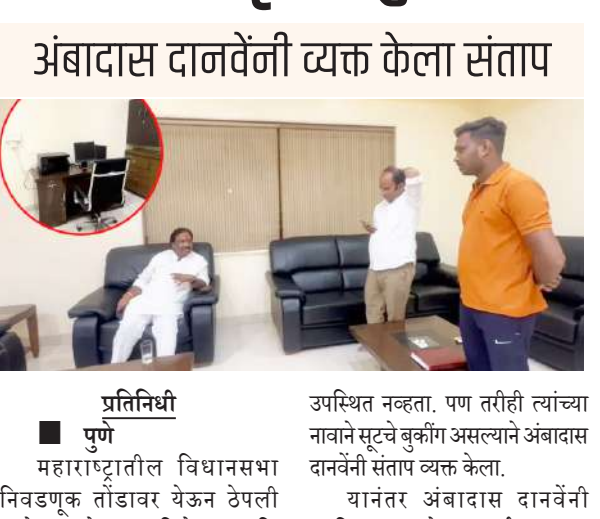 अंबादास दानवेंनी व्यक्त केला संताप
प्रतिनिधी
■ पुणे
महाराष्ट्रातील विधानसभा
निवडणूक तोंडावर येऊन ठेपली
उपस्थित नव्हता. पण तरीही त्यांच्या
नावाने सूटचे बुकींग असल्याने अंबादास
दानवेंनी संताप व्यक्त केला.
यानंतर अंबादास दानवेंनी